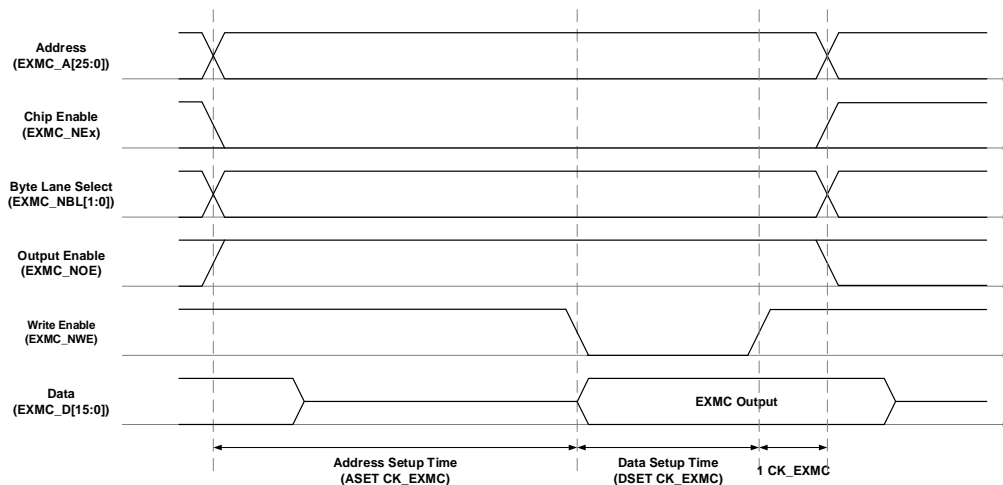 Address
(EXMC_A[25:0])
Chip Enable
(EXMC_NEx)
Byte Lane Select
(EXMC_NBL[1:0])
Output Enable
(EXMC_NOE)
Write Enable
(EXMC_NWE)
Data
(EXMC_D[15:0])
EXMC Output
Address Setup Time
(ASET CK_EXMC)
Data Setup Time
(DSET CK_EXMC)
1 CK_EXMC